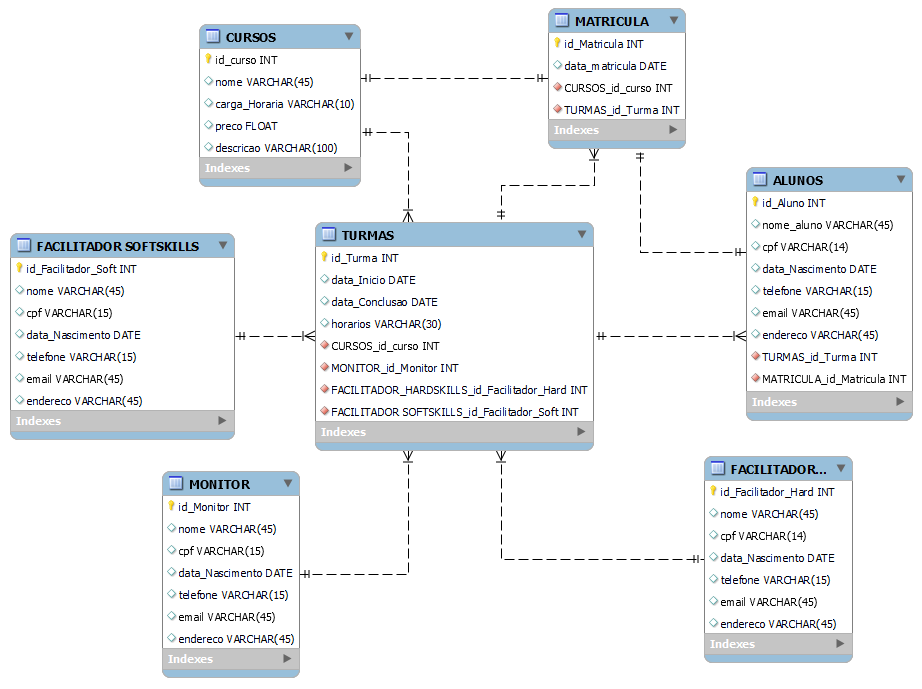 CURSOS
id_curso INT
nome VARCHAR(45)
carga_Horaria VARCHAR(10)
preco FLOAT
descricao VARCHAR(100)
Indexes
MATRICULA
id_Matricula INT
data_matricula DATE
CURSOS_id_curso INT
TURMAS_id_Turma INT
Indexes
ALUNOS
id_Aluno INT
nome_aluno VARCHAR(45)
cpf VARCHAR(14)
data_Nascimento DATE
telefone VARCHAR(15)
email VARCHAR(45)
endereco VARCHAR(45)
TURMAS_id_Turma INT
MATRICULA_id_Matricula INT
Indexes
TURMAS
id_Turma INT
data_Inicio DATE
data_Conclusao DATE
horarios VARCHAR(30)
CURSOS_id_curso INT
MONITOR_id_Monitor INT
FACILITADOR_HARDSKILLS_id_Facilitador_Hard INT
FACILITADOR SOFTSKILLS_id_Facilitador_Soft INT
Indexes
FACILITADOR SOFTSKILLS
id_Facilitador_Soft INT
nome VARCHAR(45)
cpf VARCHAR(15)
data_Nascimento DATE
telefone VARCHAR(15)
email VARCHAR(45)
endereco VARCHAR(45)
Indexes
MONITOR
id_Monitor INT
nome VARCHAR(45)
cpf VARCHAR(15)
data_Nascimento DATE
telefone VARCHAR(15)
email VARCHAR(45)
endereco VARCHAR(45)
Indexes
FACILITADOR...
id_Facilitador_Hard INT
nome VARCHAR(45)
cpf VARCHAR(14)
data_Nascimento DATE
telefone VARCHAR(15)
email VARCHAR(45)
endereco VARCHAR(45)
Indexes